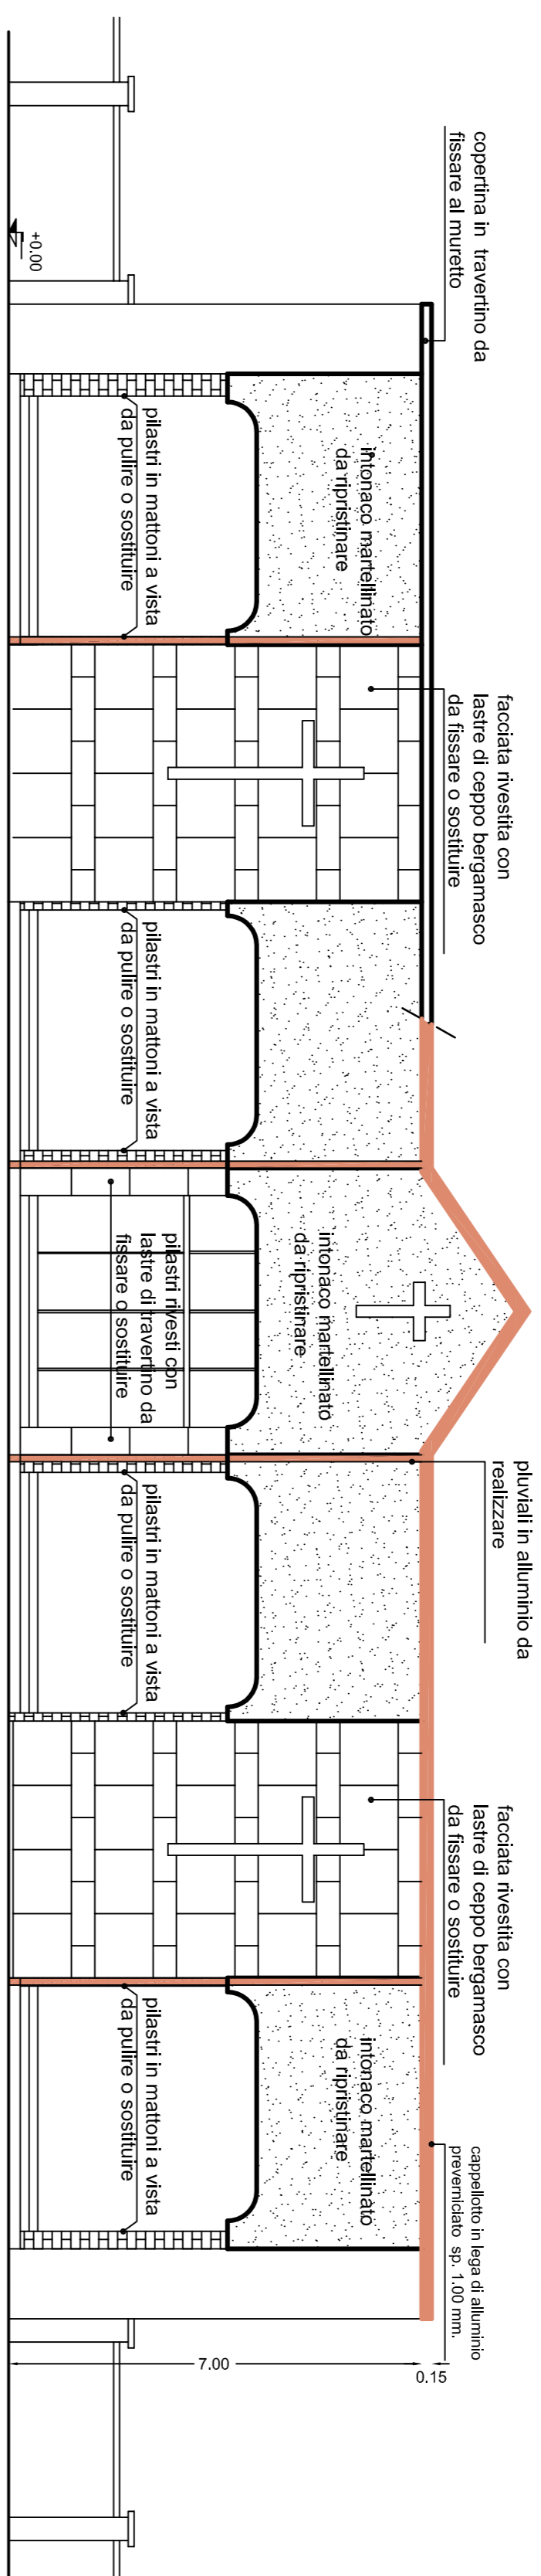 copertina in travertino da
fissare al muretto
+0.00
intonaco martellinato
da ripristinare
pilastri in mattoni a vista
da pulire o sostituire
facciata rivestita con
lastre di ceppo bergamasco
da fissare o sostituire
pilastri in mattoni a vista
da pulire o sostituire
intonaco martellinato
da ripristinare
pilastri rivesti con
lastre di travertino da
fissare o sostituire
pluviali in alluminio da
realizzare
pilastri in mattoni a vista
da pulire o sostituire
facciata rivestita con
lastre di ceppo bergamasco
da fissare o sostituire
intonaco martellinato
da ripristinare
pilastri in mattoni a vista
da pulire o sostituire
cappellotto in lega di alluminio
preverniciato sp. 1.00 mm.
0.15
7.00